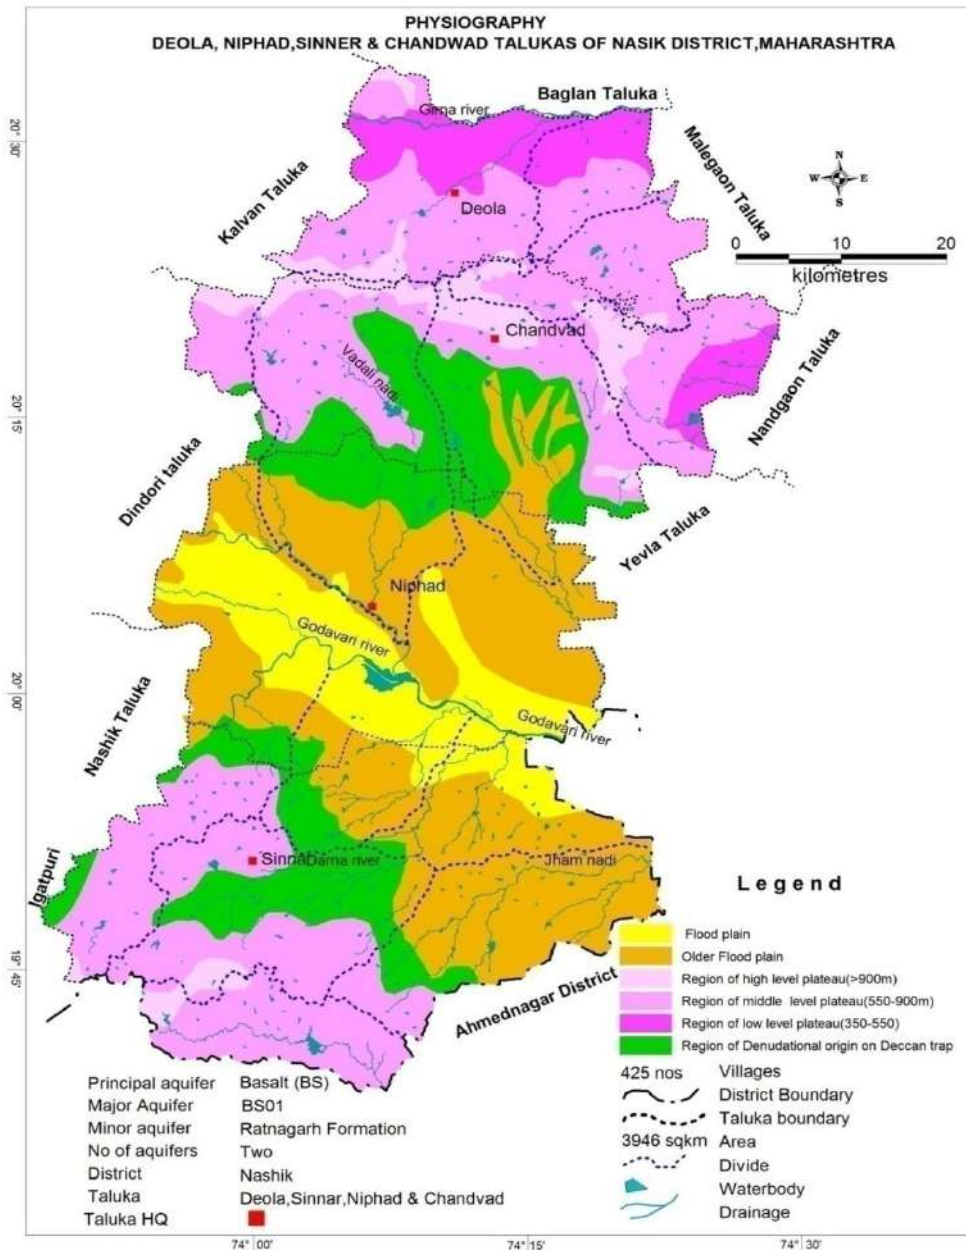 PHYSIOGRAPHY
DEOLA, NIPHAD,SINNER & CHANDWAD TALUKAS OF NASIK DISTRICT,MAHARASHTRA
Baglan Taluka
Girna river
20° 30'
Malegaon Taluka
N
W E
S
Kalvan Taluka
Deola
0 10 20
kilometres
Chandvad
Vadali nadi
Nandgaon Taluka
20° 15'
Dindori taluka
Yevla Taluka
Niphad
Godavari river
20° 00'
Godavari river
Nashik Taluka
Sinna
Darna river
Jham nadi
Igatpuri
Legend
Flood plain
Older Flood plain
Region of high level plateau(>900m)
Region of middle level plateau(550-900m)
Region of low level plateau(350-550)
Region of Denudational origin on Deccan trap
425 nos Villages
District Boundary
Taluka boundary
3946 sqkm Area
Divide
Waterbody
Drainage
Ahmednagar District
Principal aquifer Basalt (BS)
Major Aquifer BS01
Minor aquifer Ratnagarh Formation
No of aquifers Two
District Nashik
Taluka Deola,Sinnar,Niphad & Chandvad
Taluka HQ
74° 00' 74° 15' 74° 30'